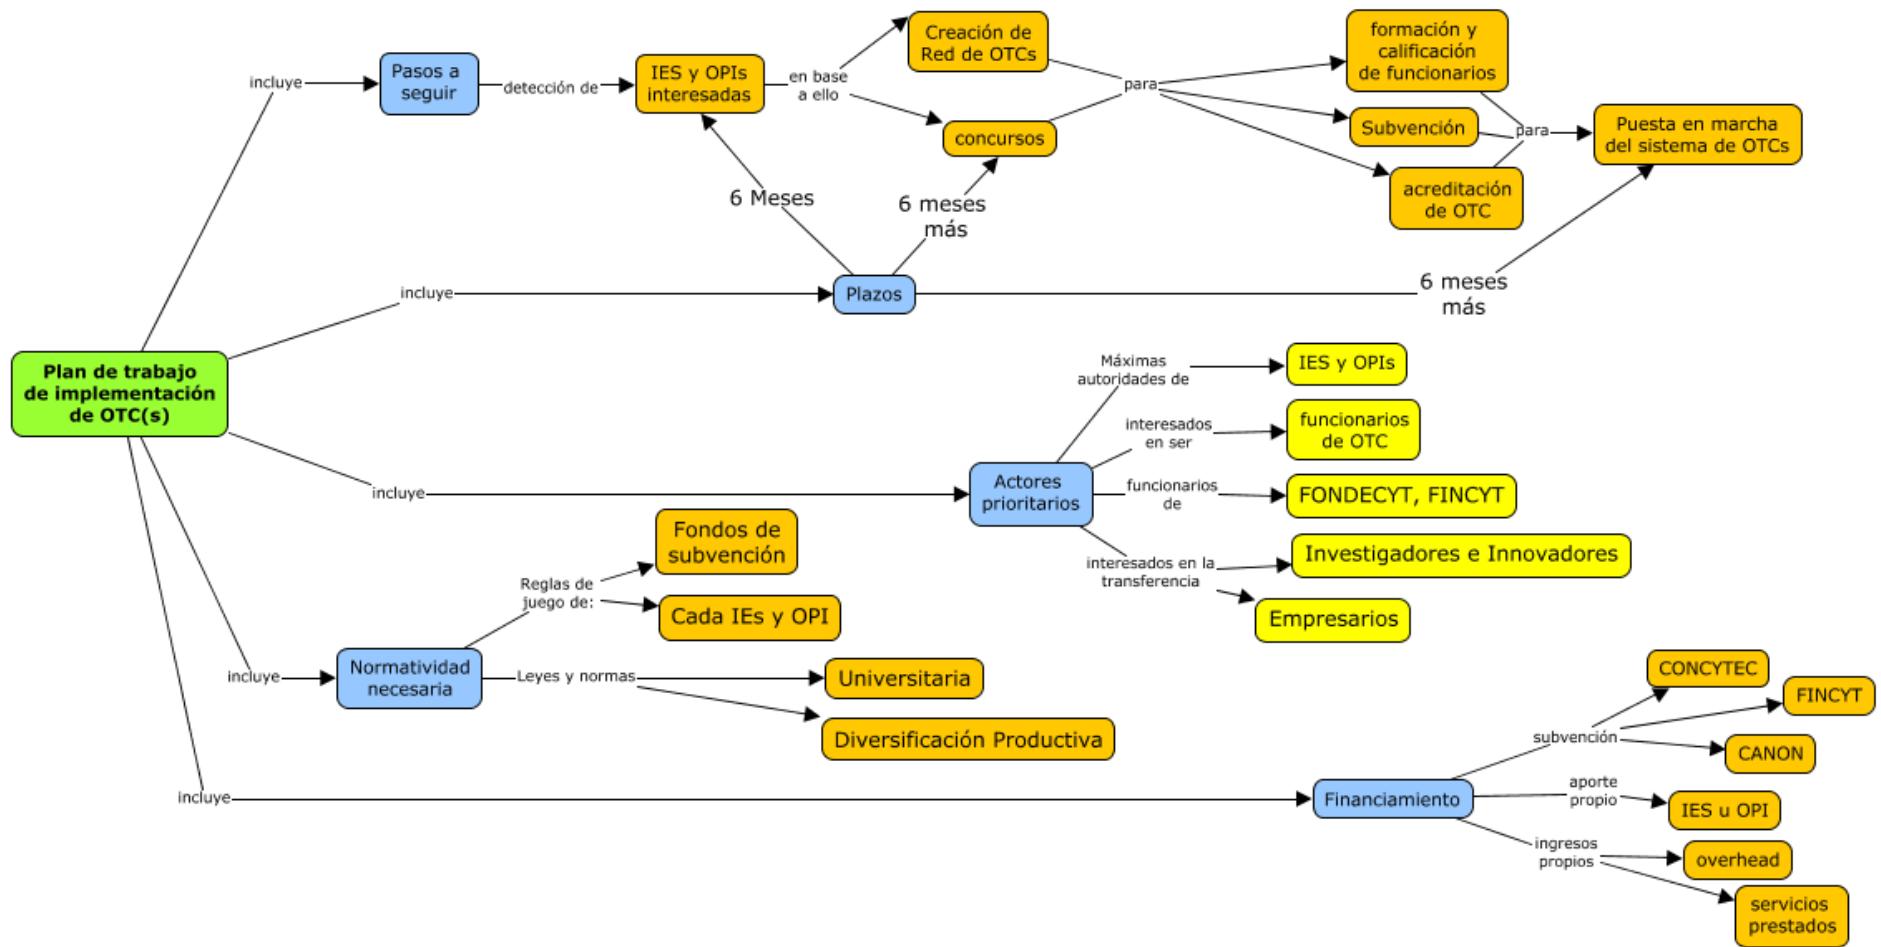 Plan de trabajo
de implementación
de OTC(s)
incluye
Pasos a
seguir
detección de
IES y OPIs
interesadas
en base
a ello
Creación de
Red de OTCs
concursos
para
formación y
calificación
de funcionarios
Subvención
acreditación
de OTC
para
Puesta en marcha
del sistema de OTCs
incluye
Plazos
6 Meses
6 meses
más
6 meses
más
incluye
Actores
prioritarios
Máximas
autoridades de
IES y OPIs
interesados
en ser
funcionarios
de OTC
funcionarios
de
FONDECYT, FINCYT
interesados en la
transferencia
Investigadores e Innovadores
Empresarios
incluye
Normatividad
necesaria
Reglas de
juego de:
Fondos de
subvención
Cada IEs y OPI
Leyes y normas
Universitaria
Diversificación Productiva
incluye
Financiamiento
subvención
CONCYTEC
FINCYT
CANON
aporte
propio
IES u OPI
ingresos
propios
overhead
servicios
prestados